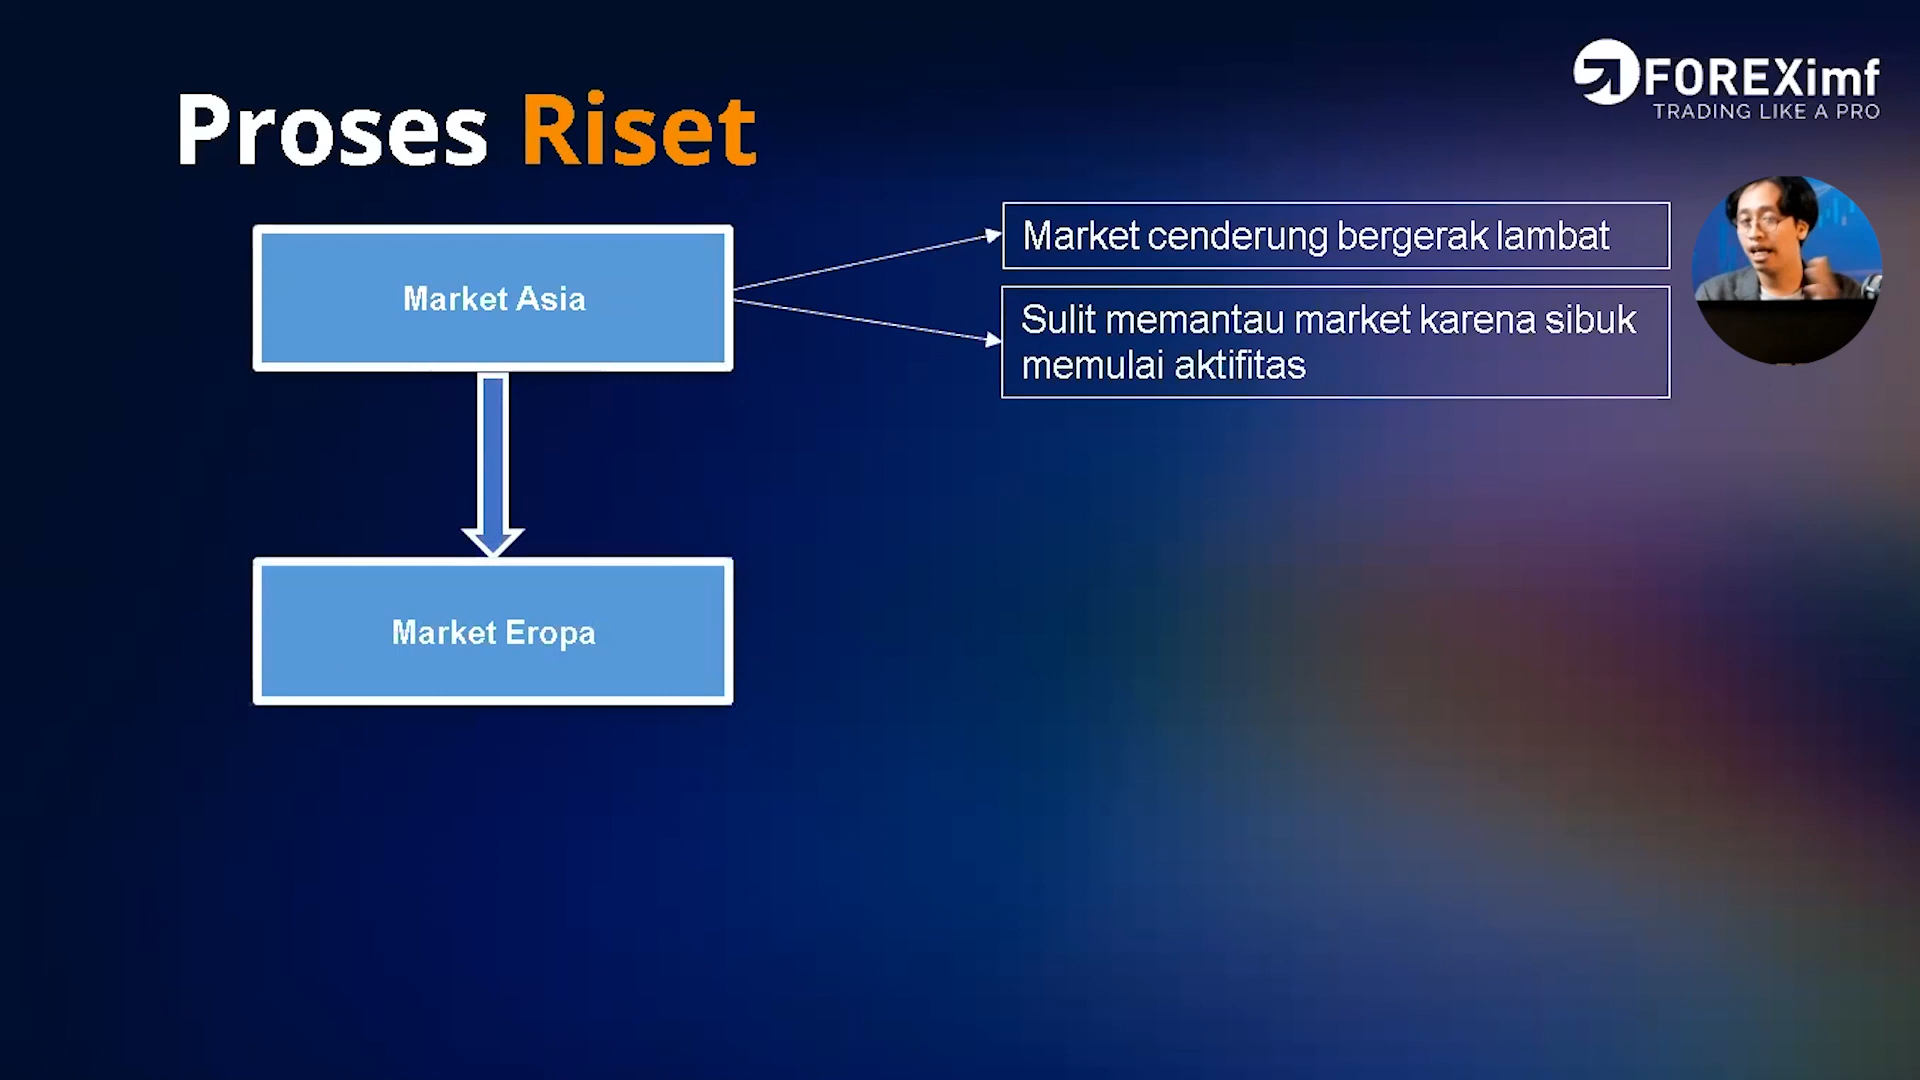 FOREXimf
TRADING LIKE A PRO
Proses Riset
Market Asia
Market cenderung bergerak lambat
Sulit memantau market karena sibuk
memulai aktifitas
Market Eropa